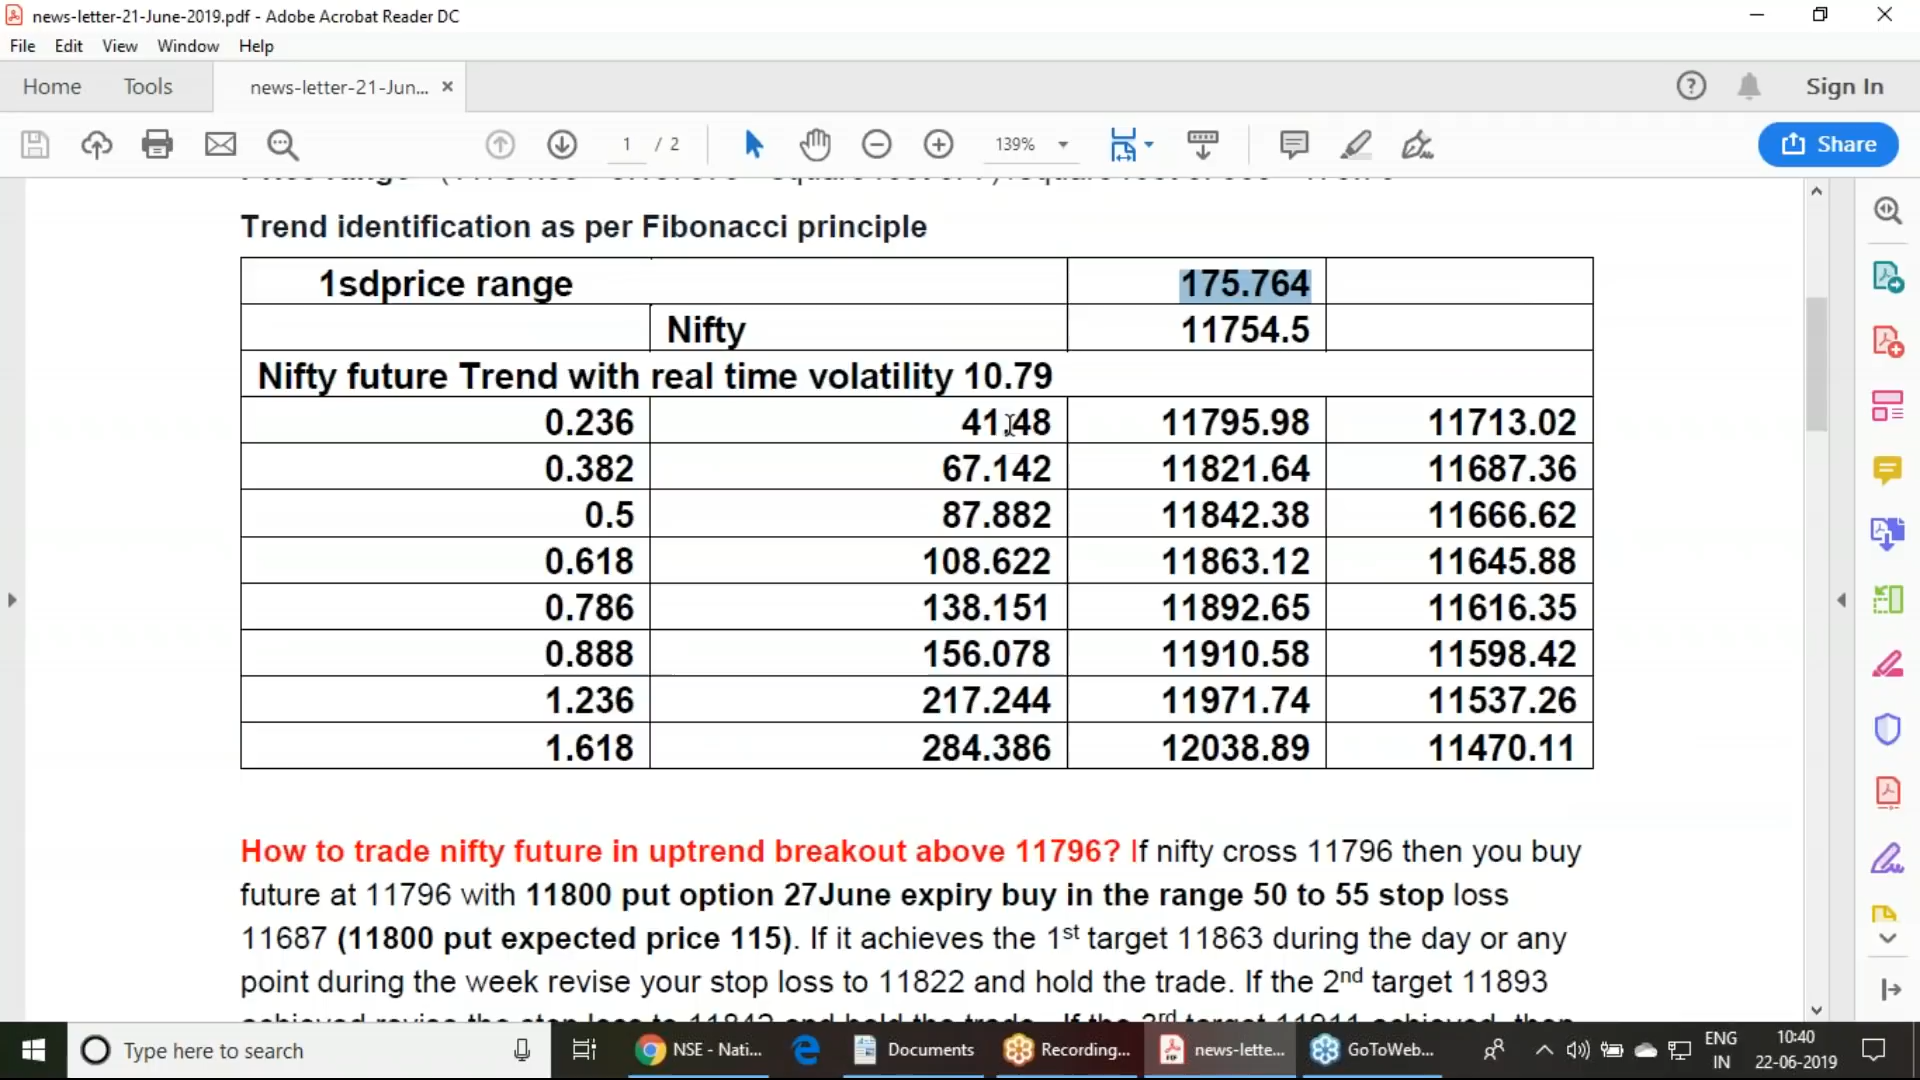 news-letter-21-June-2019.pdf - Adobe Acrobat Reader DC
File Edit View Window Help
Home Tools news-letter-21-Jun... × Sign In
1 / 2 139% Share
Trend identification as per Fibonacci principle
1sdprice range 175.764
Nifty 11754.5
Nifty future Trend with real time volatility 10.79
0.236 41.48 11795.98 11713.02
0.382 67.142 11821.64 11687.36
0.5 87.882 11842.38 11666.62
0.618 108.622 11863.12 11645.88
0.786 138.151 11892.65 11616.35
0.888 156.078 11910.58 11598.42
1.236 217.244 11971.74 11537.26
1.618 284.386 12038.89 11470.11
How to trade nifty future in uptrend breakout above 11796? If nifty cross 11796 then you buy
future at 11796 with 11800 put option 27June expiry buy in the range 50 to 55 stop loss
11687 (11800 put expected price 115). If it achieves the 1st target 11863 during the day or any
point during the week revise your stop loss to 11822 and hold the trade. If the 2nd target 11893
Type here to search NSE - Nati... Documents Recording... news-lette... GoToWeb... ENG 10:40
IN 22-06-2019